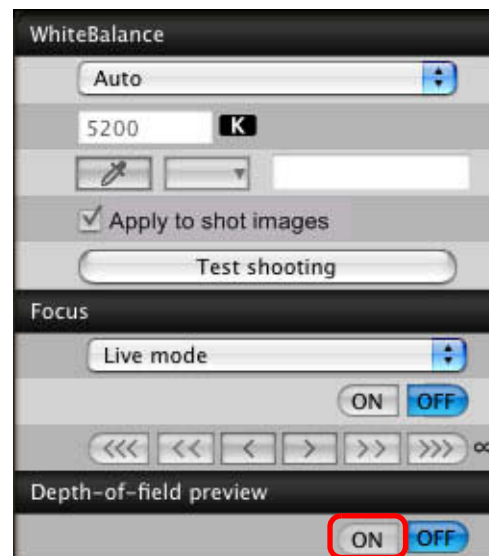 WhiteBalance
Auto
5200 K
Apply to shot images
Test shooting
Focus
Live mode
ON OFF
<<< << < > >> >>> ∞
Depth-of-field preview
ON OFF